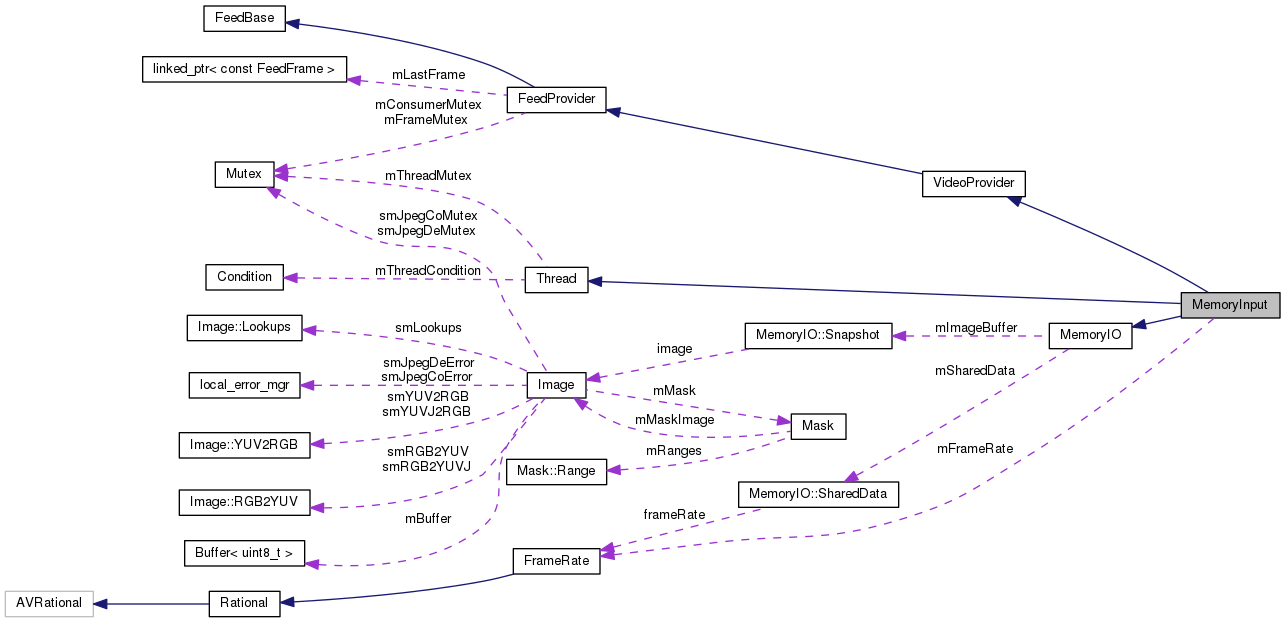 FeedBase
linked_ptr< const FeedFrame >
mLastFrame
FeedProvider
mConsumerMutex
mFrameMutex
Mutex
mThreadMutex
VideoProvider
smJpegCoMutex
smJpegDeMutex
Condition
mThreadCondition
Thread
MemoryInput
Image::Lookups
smLookups
MemoryIO::Snapshot
mImageBuffer
MemoryIO
image
local_error_mgr
smJpegDeError
smJpegCoError
Image
mMask
mSharedData
smYUV2RGB
smYUVJ2RGB
mMaskImage
Mask
Image::YUV2RGB
mRanges
mFrameRate
smRGB2YUV
smRGB2YUVJ
Mask::Range
Image::RGB2YUV
MemoryIO::SharedData
mBuffer
frameRate
Buffer< uint8_t >
FrameRate
AVRational
Rational